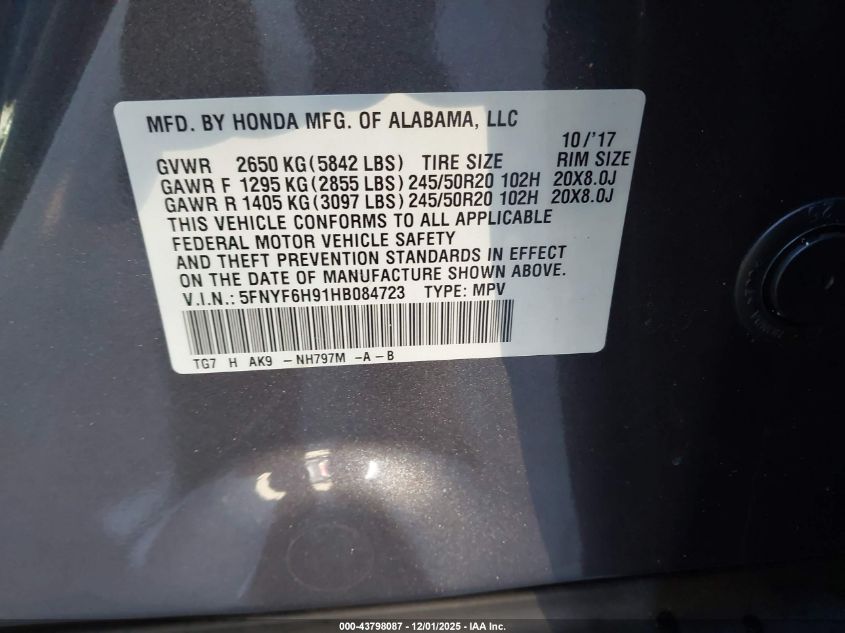 MFD. BY HONDA MFG. OF ALABAMA, LLC
10/'17
GVWR 2650 KG(5842 LBS) TIRE SIZE RIM SIZE
GAWR F 1295 KG(2855 LBS) 245/50R20 102H 20X8.0J
GAWR R 1405 KG(3097 LBS) 245/50R20 102H 20X8.0J
THIS VEHICLE CONFORMS TO ALL APPLICABLE
FEDERAL MOTOR VEHICLE SAFETY
AND THEFT PREVENTION STANDARDS IN EFFECT
ON THE DATE OF MANUFACTURE SHOWN ABOVE.
V.I.N.: 5FNYF6H91HB084723 TYPE: MPV
TG7 H AK9 -NH797M -A-B
000-43798087 - 12/01/2025 - IAA Inc.